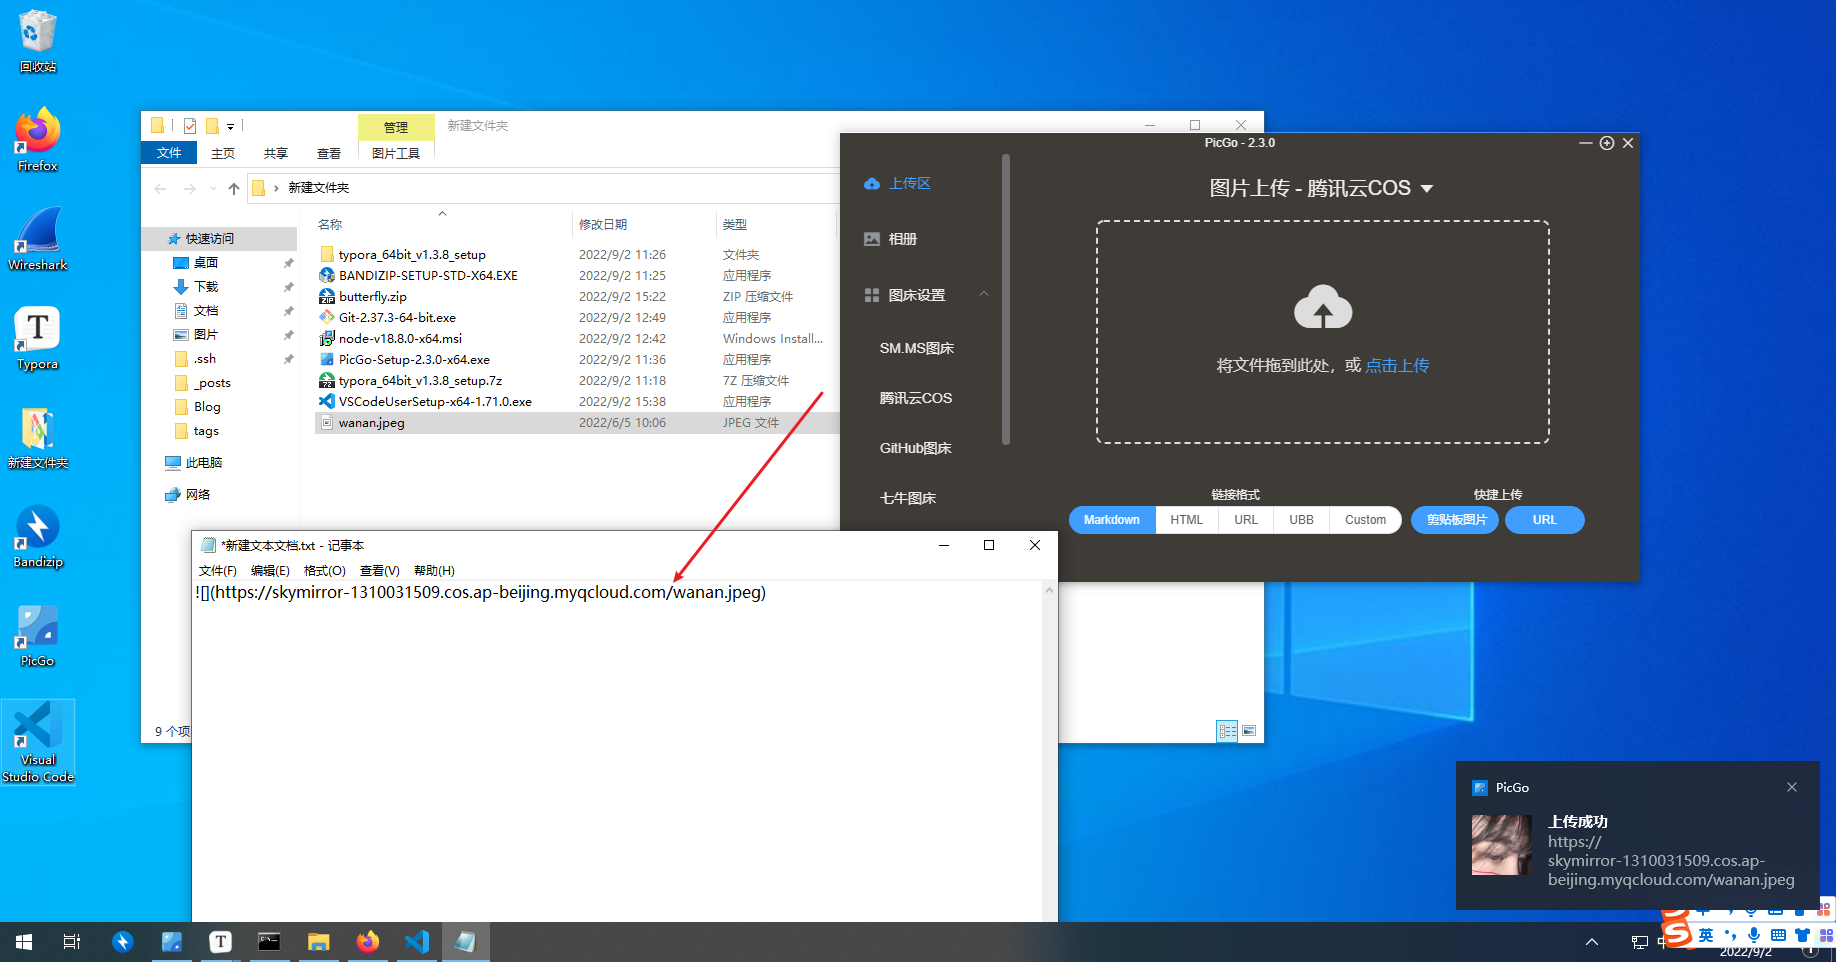 回收站
Firefox
Wireshark
Typora
新建文件夹
Bandizip
PicGo
Visual
Studio Code
管理
新建文件夹
文件
主页
共享
查看
图片工具
新建文件夹
快速访问
桌面
下载
文档
图片
.ssh
_posts
Blog
tags
此电脑
网络
名称
修改日期
类型
typora_64bit_v1.3.8_setup 2022/9/2 11:26 文件夹
BANDIZIP-SETUP-STD-X64.EXE 2022/9/2 11:25 应用程序
butterfly.zip 2022/9/2 15:22 ZIP 压缩文件
Git-2.37.3-64-bit.exe 2022/9/2 12:49 应用程序
node-v18.8.0-x64.msi 2022/9/2 12:42 Windows Install...
PicGo-Setup-2.3.0-x64.exe 2022/9/2 11:36 应用程序
typora_64bit_v1.3.8_setup.7z 2022/9/2 11:18 7Z 压缩文件
VSCodeUserSetup-x64-1.71.0.exe 2022/9/2 15:38 应用程序
wanan.jpeg 2022/6/5 10:06 JPEG 文件
9 个项
PicGo - 2.3.0
上传区
相册
图床设置
SM.MS图床
腾讯云COS
GitHub图床
七牛图床
图片上传 - 腾讯云COS
将文件拖到此处，或 点击上传
链接格式
快捷上传
Markdown
HTML
URL
UBB
Custom
剪贴板图片
URL
*新建文本文档.txt - 记事本
文件(F) 编辑(E) 格式(O) 查看(V) 帮助(H)
![](https://skymirror-1310031509.cos.ap-beijing.myqcloud.com/wanan.jpeg)
PicGo
上传成功
https://
skymirror-1310031509.cos.ap-
beijing.myqcloud.com/wanan.jpeg
英
2022/9/2